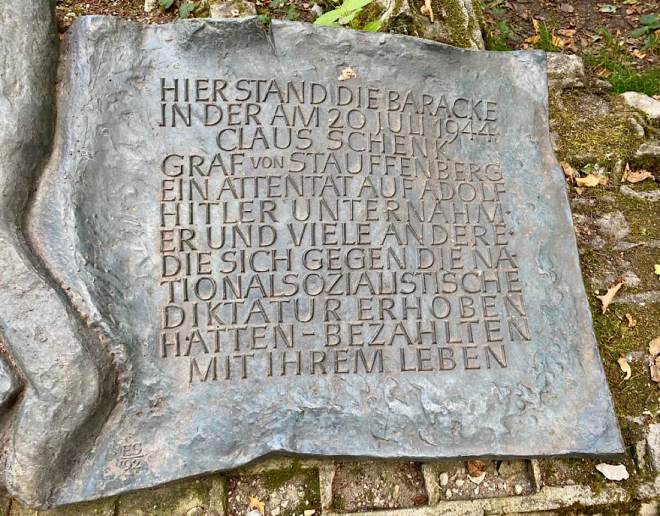 HIER STAND DIE BARACKE
IN DER AM 20 JULI 1944
CLAUS SCHENK
GRAF VON STAUFFENBERG
EIN ATTENTAT AUF ADOLF
HITLER UNTERNAHM·
ER UND VIELE ANDERE·
DIE SICH GEGEN DIE NA-
TIONALSOZIALISTISCHE
DIKTATUR ERHOBEN
HATTEN - BEZAHLTEN
MIT IHREM LEBEN
ES
'92